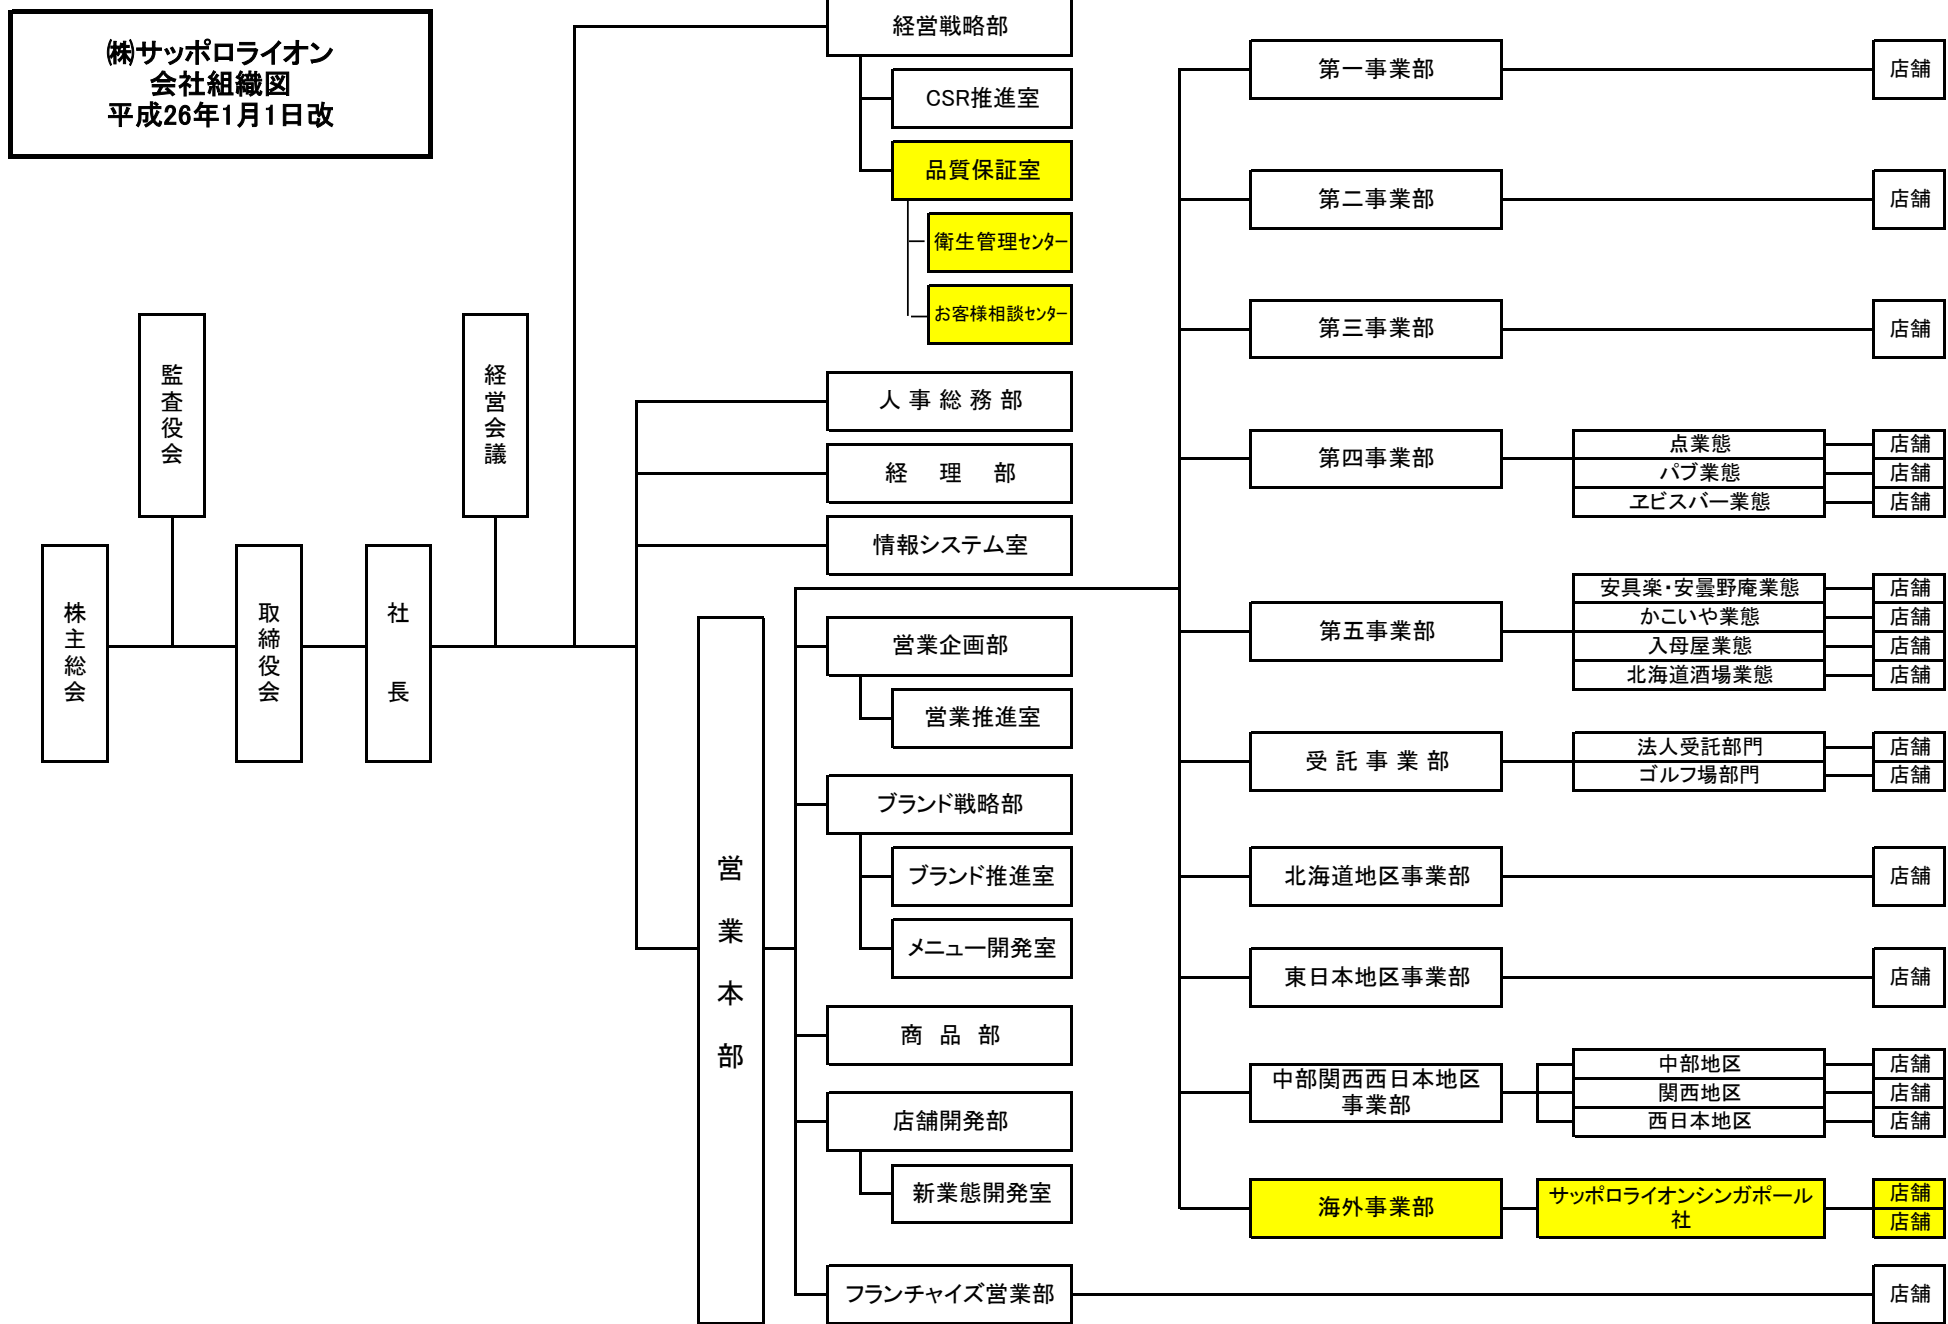 ㈱サッポロライオン
会社組織図
平成26年1月1日改
株主総会
監査役会
取締役会
社長
経営会議
経営戦略部
CSR推進室
品質保証室
衛生管理ｾﾝﾀｰ
お客様相談ｾﾝﾀｰ
人事総務部
経理部
情報システム室
営業本部
営業企画部
営業推進室
ブランド戦略部
ブランド推進室
メニュー開発室
商品部
店舗開発部
新業態開発室
フランチャイズ営業部
店舗
第一事業部
店舗
第二事業部
店舗
第三事業部
店舗
第四事業部
点業態
店舗
パブ業態
店舗
ヱビスバー業態
店舗
第五事業部
安具楽・安曇野庵業態
店舗
かこいや業態
店舗
入母屋業態
店舗
北海道酒場業態
店舗
受託事業部
法人受託部門
店舗
ゴルフ場部門
店舗
北海道地区事業部
店舗
東日本地区事業部
店舗
中部関西西日本地区
事業部
中部地区
店舗
関西地区
店舗
西日本地区
店舗
海外事業部
サッポロライオンシンガポール
社
店舗
店舗